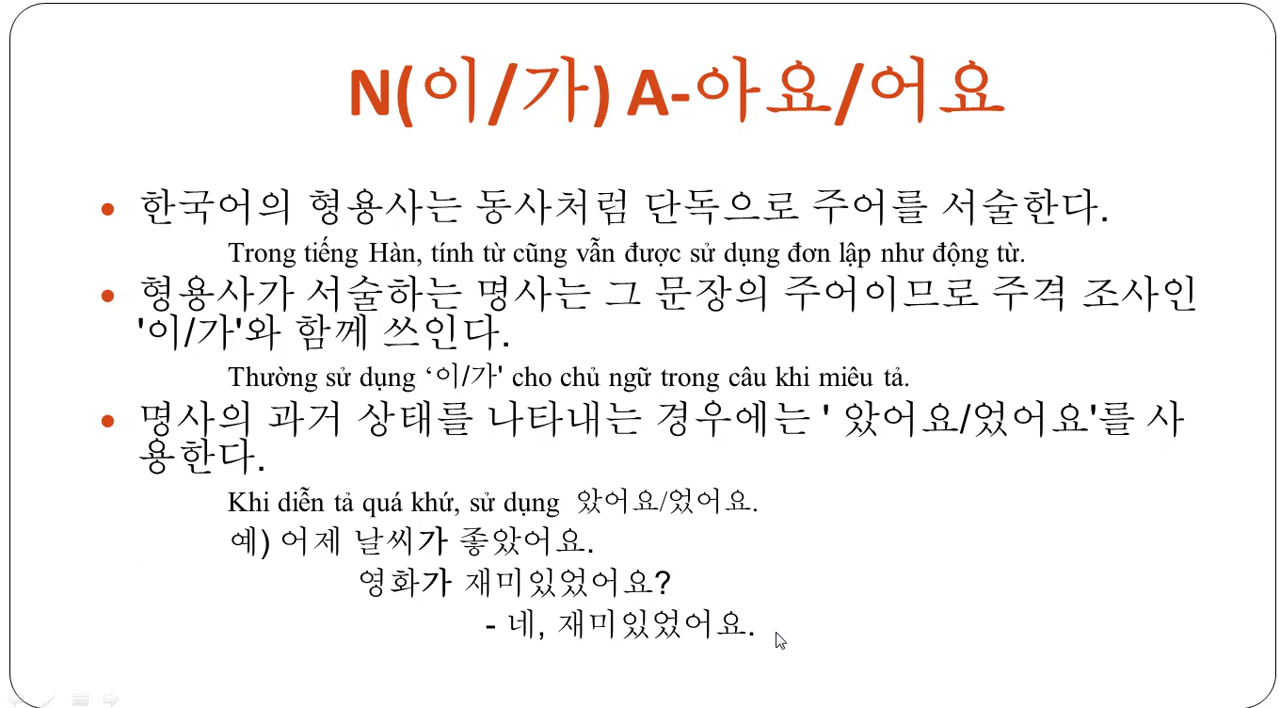 N(이/가) A-아요/어요
• 한국어의 형용사는 동사처럼 단독으로 주어를 서술한다.
Trong tiếng Hàn, tính từ cũng vẫn được sử dụng đơn lập như động từ.
• 형용사가 서술하는 명사는 그 문장의 주어이므로 주격 조사인
'이/가'와 함께 쓰인다.
Thường sử dụng ‘이/가' cho chủ ngữ trong câu khi miêu tả.
• 명사의 과거 상태를 나타내는 경우에는 ' 았어요/었어요'를 사
용한다.
Khi diễn tả quá khứ, sử dụng 았어요/었어요.
예) 어제 날씨가 좋았어요.
영화가 재미있었어요?
- 네, 재미있었어요.